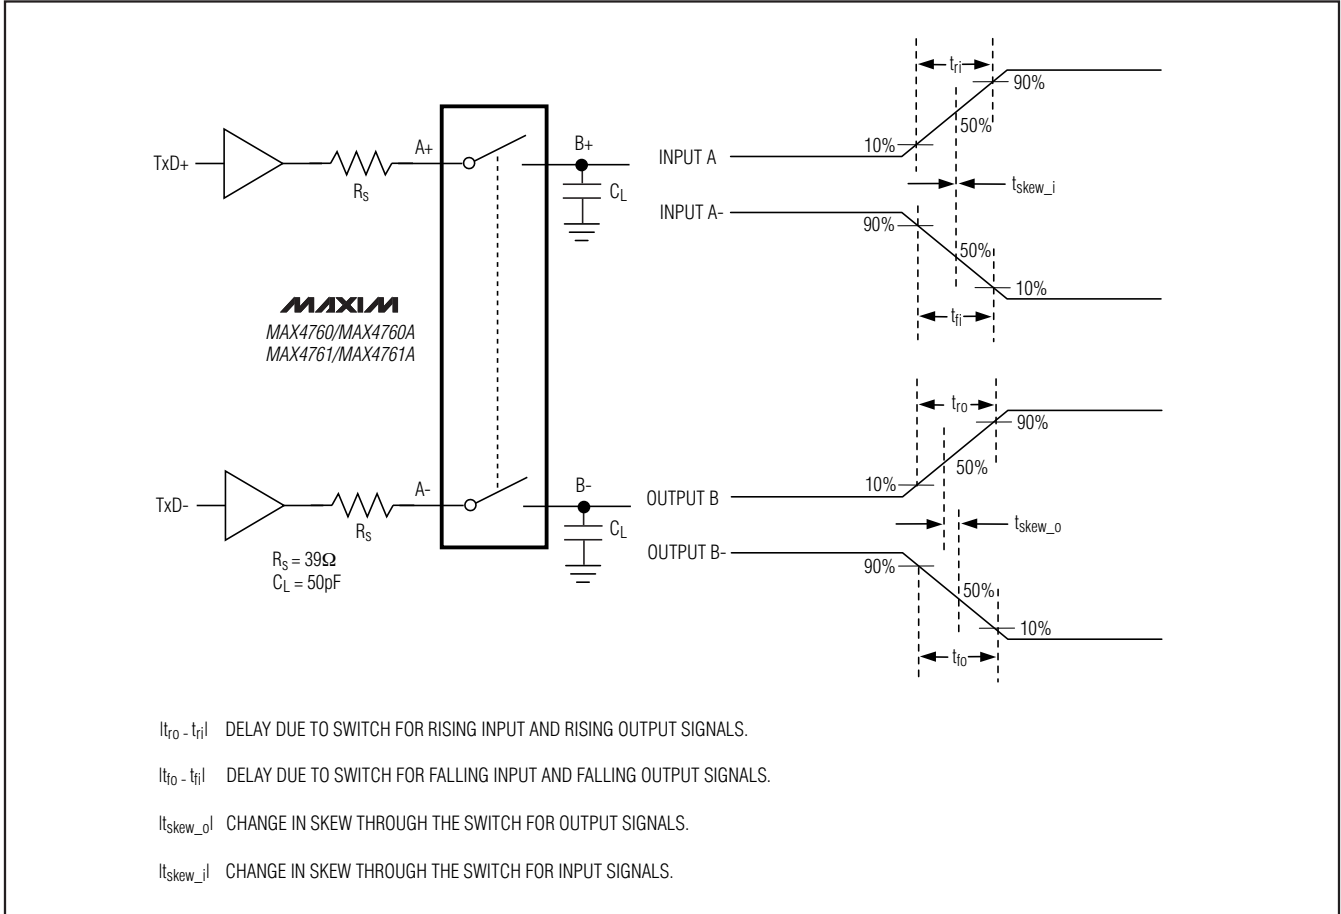 TxD+
R_S
A+
B+
C_L
MAXIM
MAX4760/MAX4760A
MAX4761/MAX4761A
TxD-
R_S
A-
B-
C_L
R_S = 39Ω
C_L = 50pF
INPUT A
10%
t_ri
90%
50%
t_skew_i
INPUT A-
90%
50%
10%
t_fi
OUTPUT B
10%
t_ro
90%
50%
t_skew_o
OUTPUT B-
90%
50%
10%
t_fo
|t_ro - t_ri| DELAY DUE TO SWITCH FOR RISING INPUT AND RISING OUTPUT SIGNALS.
|t_fo - t_fi| DELAY DUE TO SWITCH FOR FALLING INPUT AND FALLING OUTPUT SIGNALS.
|t_skew_o| CHANGE IN SKEW THROUGH THE SWITCH FOR OUTPUT SIGNALS.
|t_skew_i| CHANGE IN SKEW THROUGH THE SWITCH FOR INPUT SIGNALS.